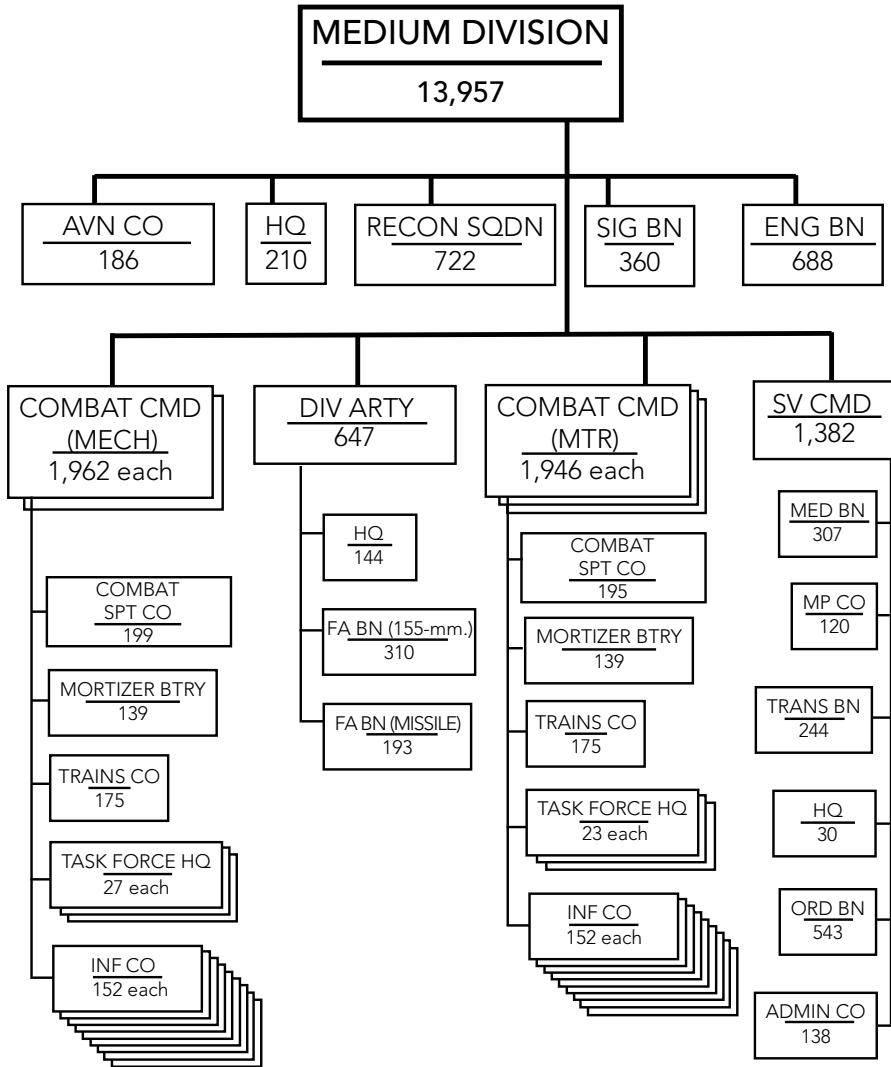 MEDIUM DIVISION
13,957
AVN CO
186
HQ
210
RECON SQDN
722
SIG BN
360
ENG BN
688
COMBAT CMD
(MECH)
1,962 each
DIV ARTY
647
COMBAT CMD
(MTR)
1,946 each
SV CMD
1,382
COMBAT
SPT CO
199
MORTIZER BTRY
139
TRAINS CO
175
TASK FORCE HQ
27 each
INF CO
152 each
HQ
144
FA BN (155-mm.)
310
FA BN (MISSILE)
193
COMBAT
SPT CO
195
MORTIZER BTRY
139
TRAINS CO
175
TASK FORCE HQ
23 each
INF CO
152 each
MED BN
307
MP CO
120
TRANS BN
244
HQ
30
ORD BN
543
ADMIN CO
138